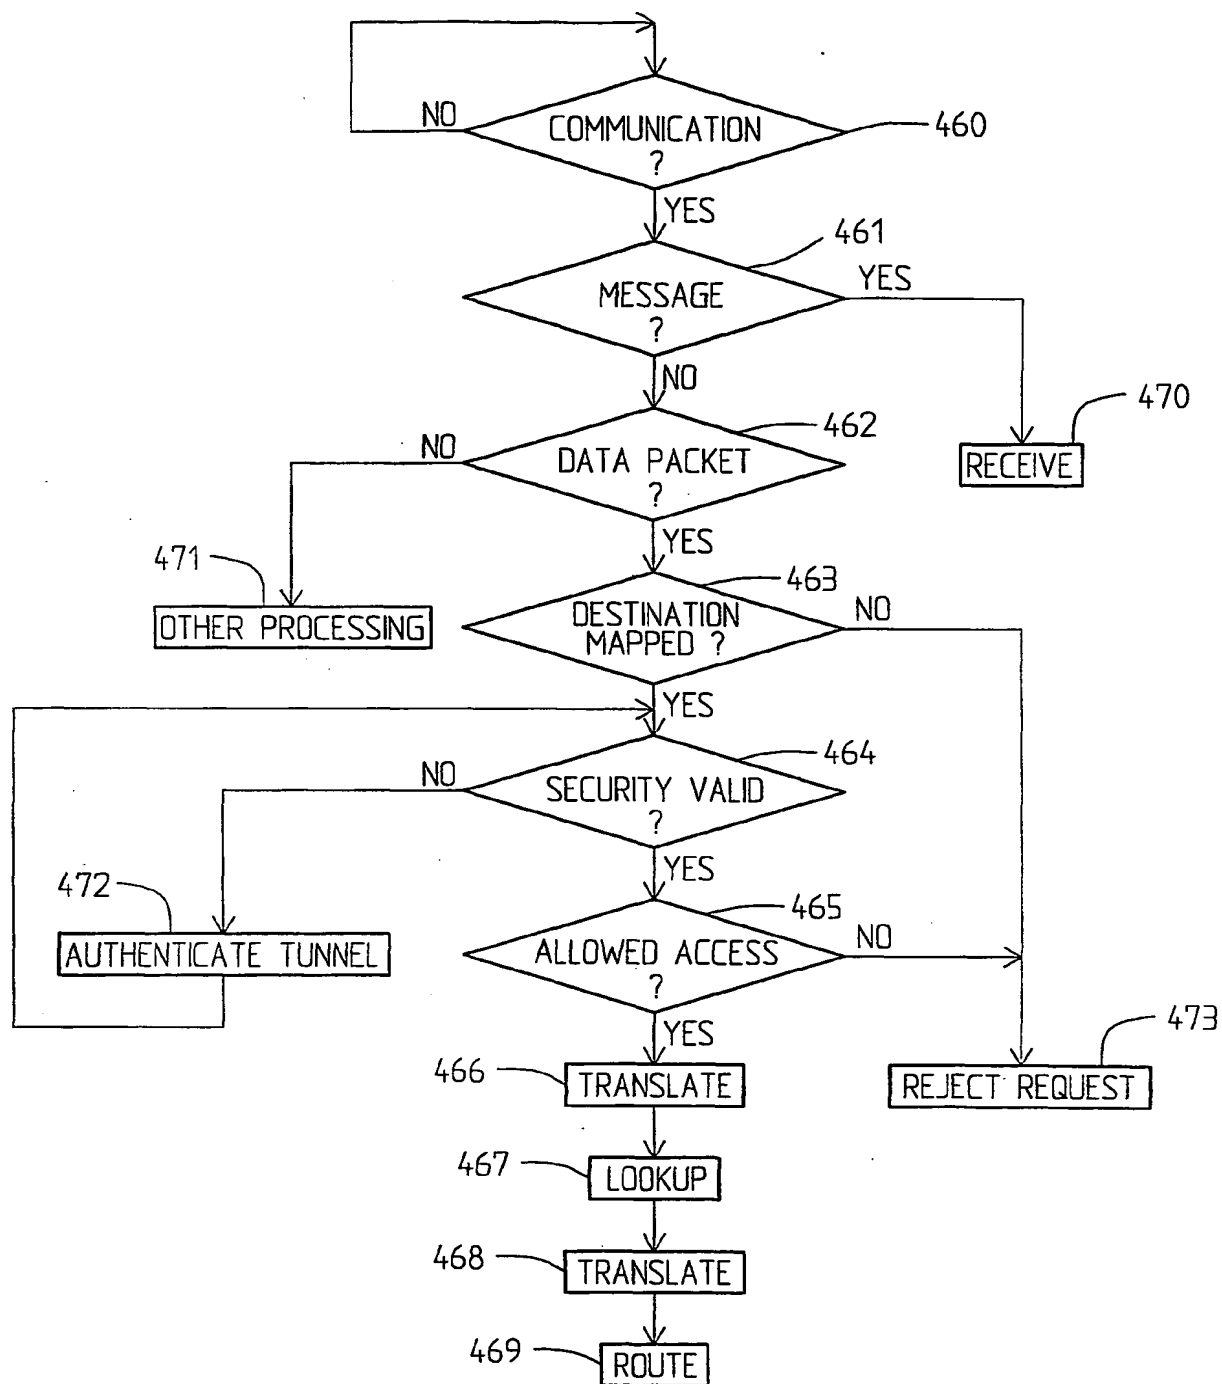 NO
COMMUNICATION
?
460
YES
461
MESSAGE
?
YES
NO
470
RECEIVE
462
NO
DATA PACKET
?
YES
471
OTHER PROCESSING
463
DESTINATION
MAPPED ?
NO
YES
464
NO
SECURITY VALID
?
YES
472
AUTHENTICATE TUNNEL
465
ALLOWED ACCESS
?
NO
YES
473
REJECT REQUEST
466
TRANSLATE
467
LOOKUP
468
TRANSLATE
469
ROUTE